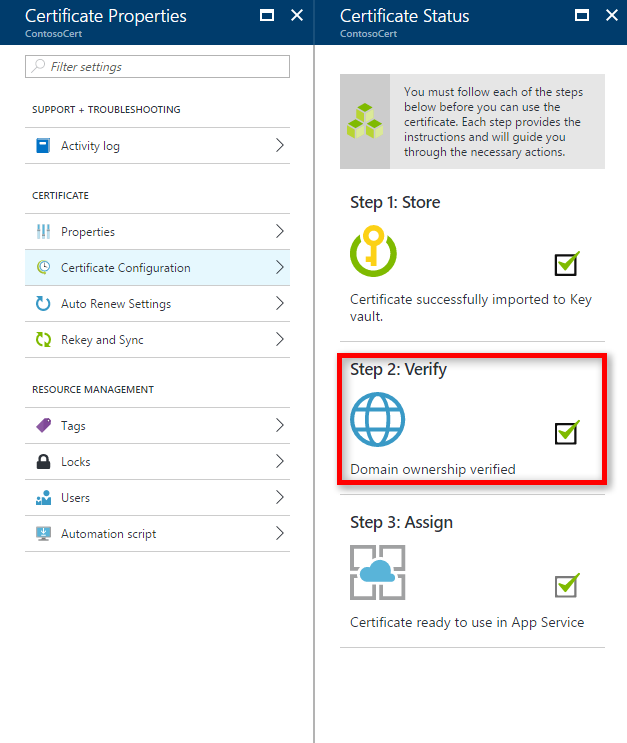 Certificate Properties
ContosoCert
Filter settings
SUPPORT + TROUBLESHOOTING
Activity log
CERTIFICATE
Properties
Certificate Configuration
Auto Renew Settings
Rekey and Sync
RESOURCE MANAGEMENT
Tags
Locks
Users
Automation script
Certificate Status
ContosoCert
You must follow each of the steps
below before you can use the
certificate. Each step provides the
instructions and will guide you
through the necessary actions.
Step 1: Store
Certificate successfully imported to Key
vault.
Step 2: Verify
Domain ownership verified
Step 3: Assign
Certificate ready to use in App Service